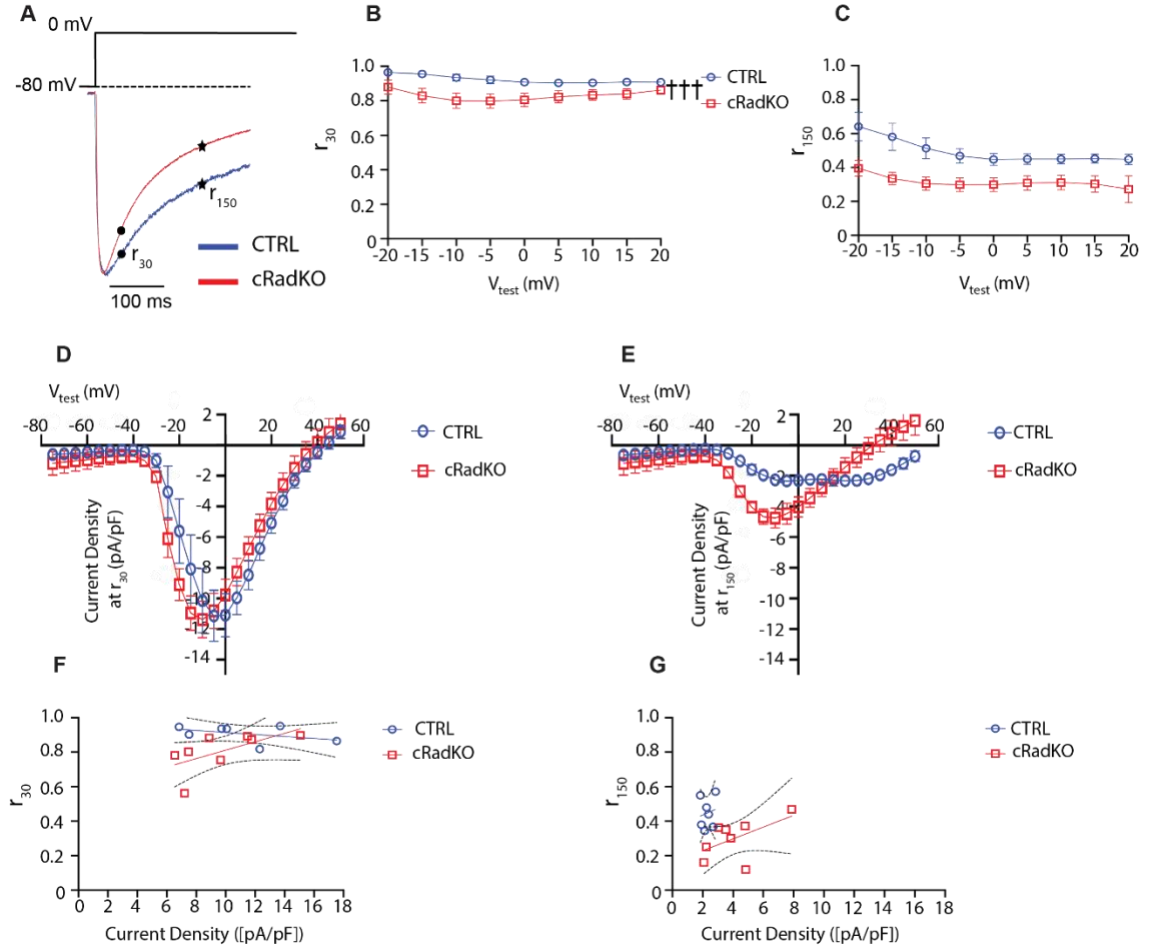 A
0 mV
-80 mV
r150
r30
CTRL
cRadKO
100 ms
B
r30
1.0
0.8
0.6
0.4
0.2
0
-20 -15 -10 -5 0 5 10 15 20
Vtest (mV)
CTRL
†††
cRadKO
C
r150
1.0
0.8
0.6
0.4
0.2
0
-20 -15 -10 -5 0 5 10 15 20
Vtest (mV)
D
Vtest (mV)
-80 -60 -40 -20 20 40 60
2
-2
-4
-6
-8
-10
-12
-14
Current Density
at r30 (pA/pF)
CTRL
cRadKO
E
Vtest (mV)
-80 -60 -40 -20 20 40 60
2
-2
-4
-6
-8
-10
-12
-14
Current Density
at r150 (pA/pF)
CTRL
cRadKO
F
r30
1.0
0.8
0.6
0.4
0.2
0
0 2 4 6 8 10 12 14 16 18
Current Density ([pA/pF])
CTRL
cRadKO
G
r150
1.0
0.8
0.6
0.4
0.2
0
0 2 4 6 8 10 12 14 16 18
Current Density ([pA/pF])
CTRL
cRadKO